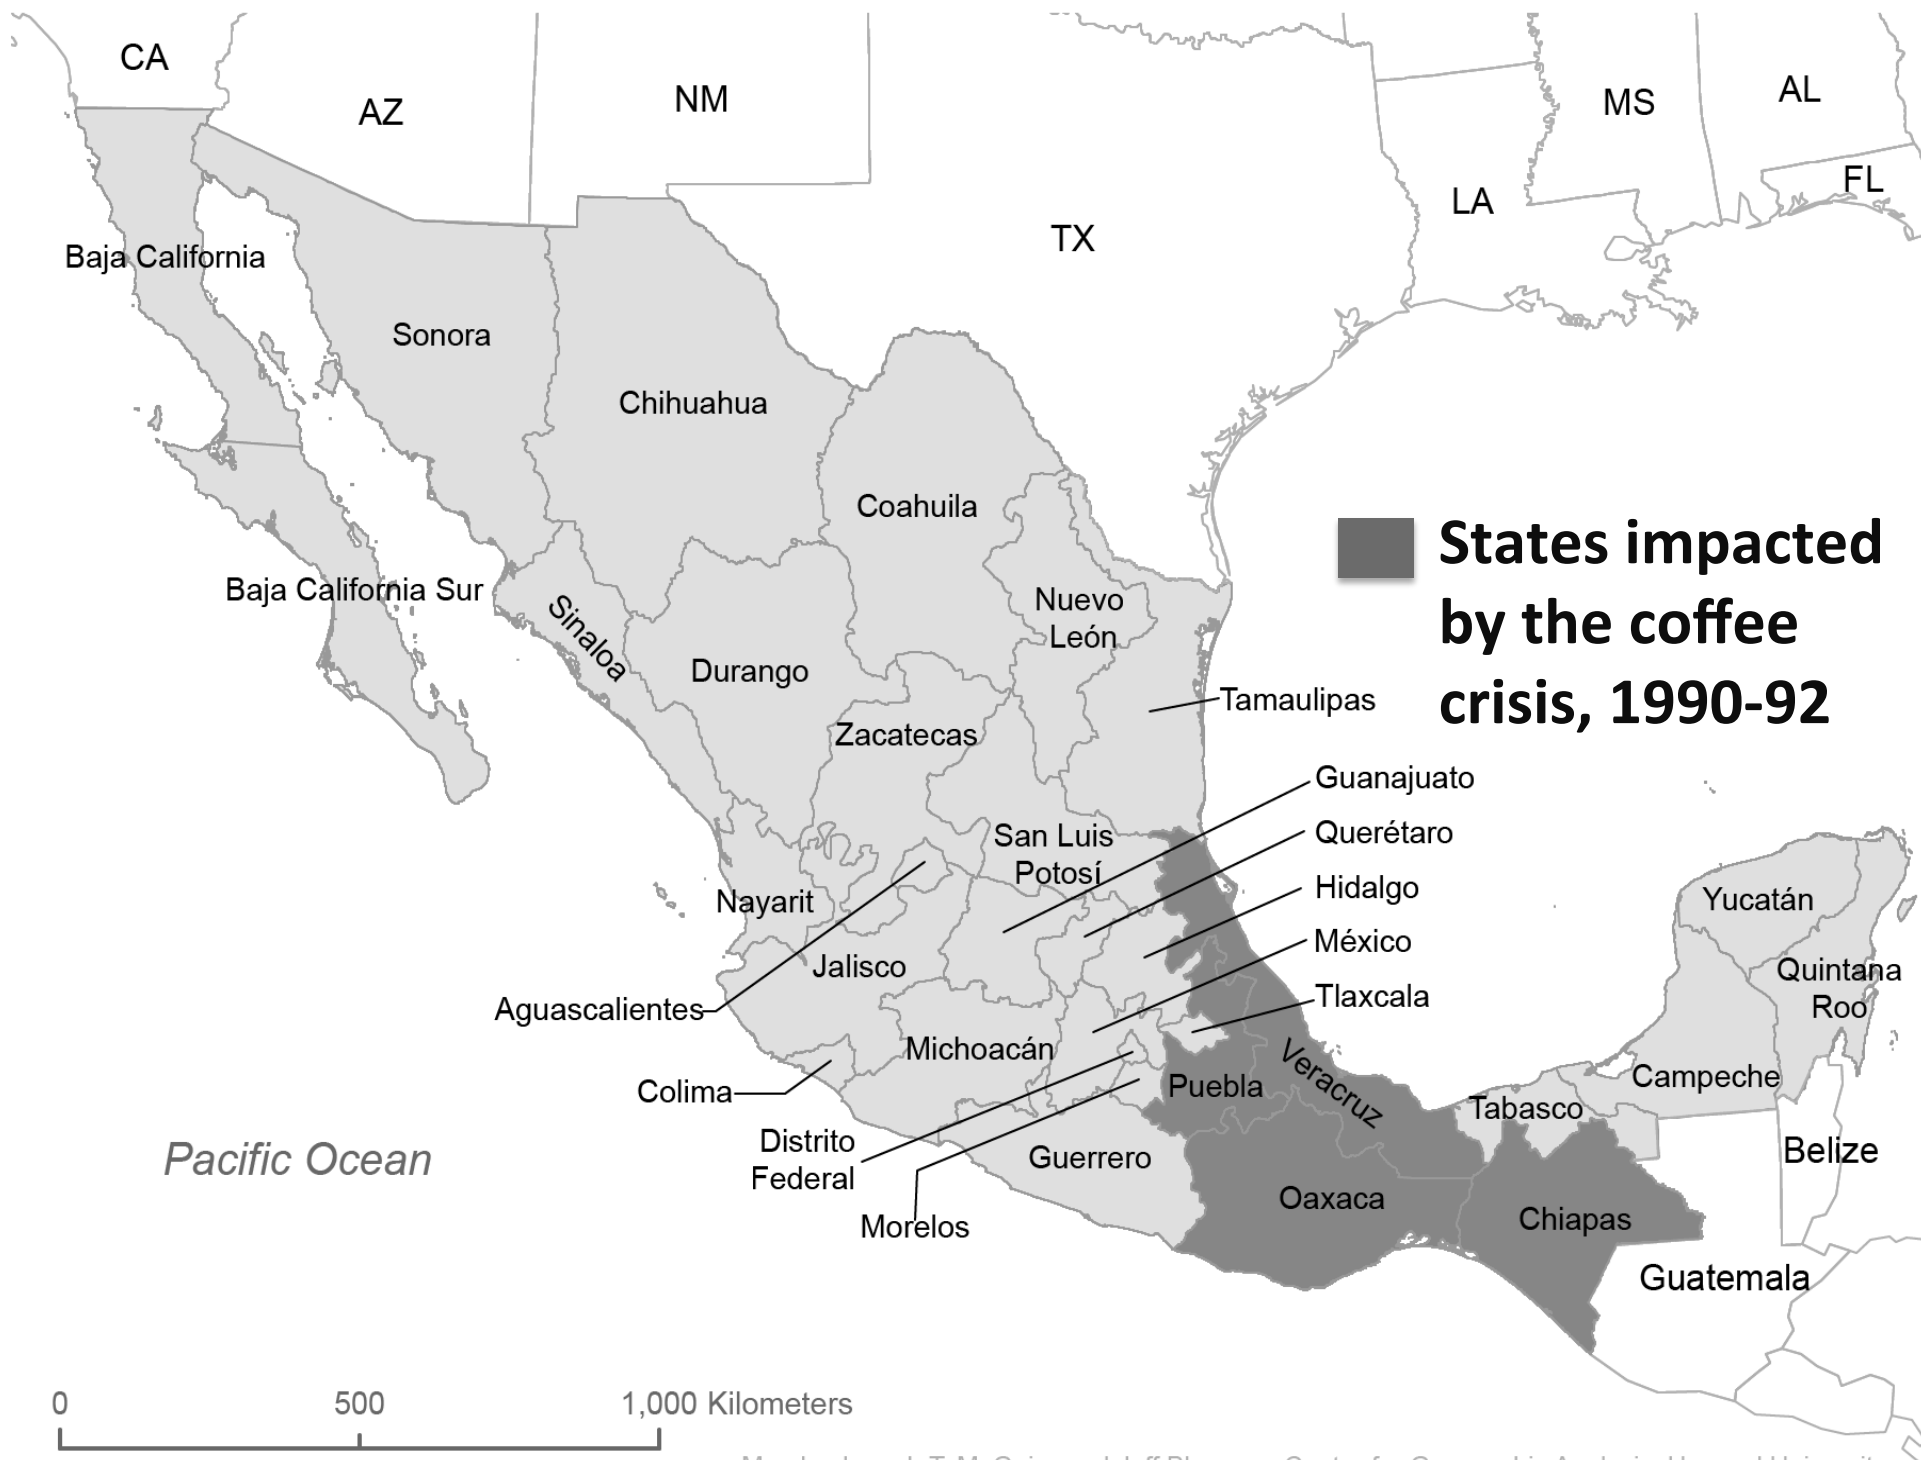 CA
AZ
NM
TX
LA
MS
AL
FL
Baja California
Sonora
Chihuahua
Coahuila
Baja California Sur
Sinaloa
Nuevo
León
Durango
Zacatecas
States impacted
by the coffee
crisis, 1990-92
Tamaulipas
Guanajuato
Querétaro
Hidalgo
México
Tlaxcala
San Luis
Potosí
Nayarit
Jalisco
Aguascalientes
Michoacán
Colima
Distrito
Federal
Morelos
Guerrero
Puebla
Veracruz
Oaxaca
Tabasco
Chiapas
Yucatán
Quintana
Roo
Campeche
Belize
Guatemala
Pacific Ocean
0 500 1,000 Kilometers